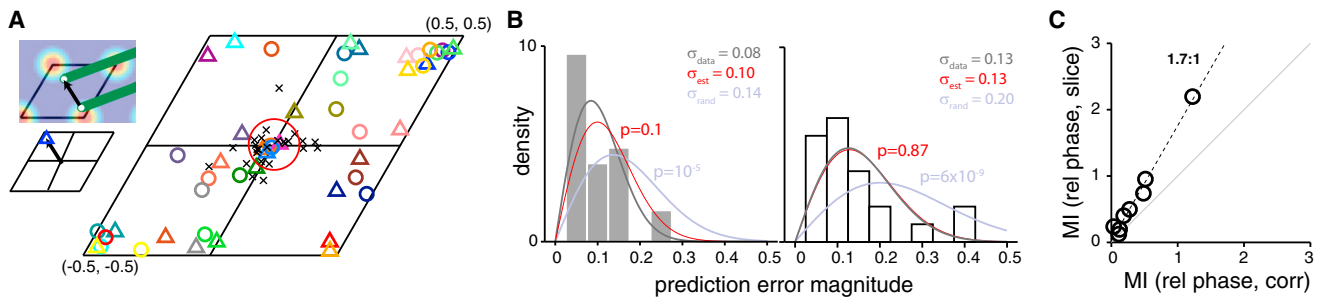 A
(0.5, 0.5)
(-0.5, -0.5)
B
density
10
0
σdata = 0.08
σest = 0.10
σrand = 0.14
p=0.1
p=10^-5
0 0.1 0.2 0.3 0.4 0.5
σdata = 0.13
σest = 0.13
σrand = 0.20
p=0.87
p=6x10^-9
0 0.1 0.2 0.3 0.4 0.5
prediction error magnitude
C
MI (rel phase, slice)
3
2
1
0
1.7:1
0 1 2 3
MI (rel phase, corr)